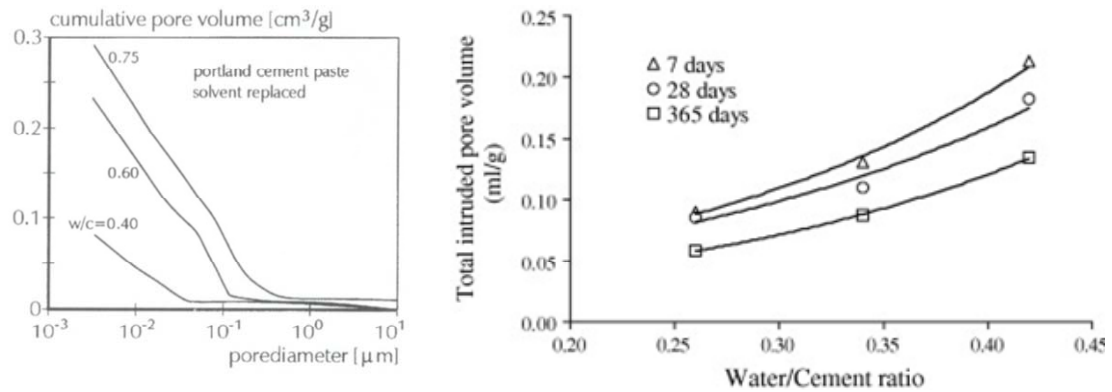 cumulative pore volume [cm³/g]
0.3
0.2
0.1
0
0.75
0.60
w/c=0.40
portland cement paste
solvent replaced
10⁻³
10⁻²
10⁻¹
10⁰
10¹
porediameter [μm]
Total intruded pore volume
(ml/g)
0.25
0.20
0.15
0.10
0.05
0.00
7 days
28 days
365 days
0.20
0.25
0.30
0.35
0.40
0.45
Water/Cement ratio